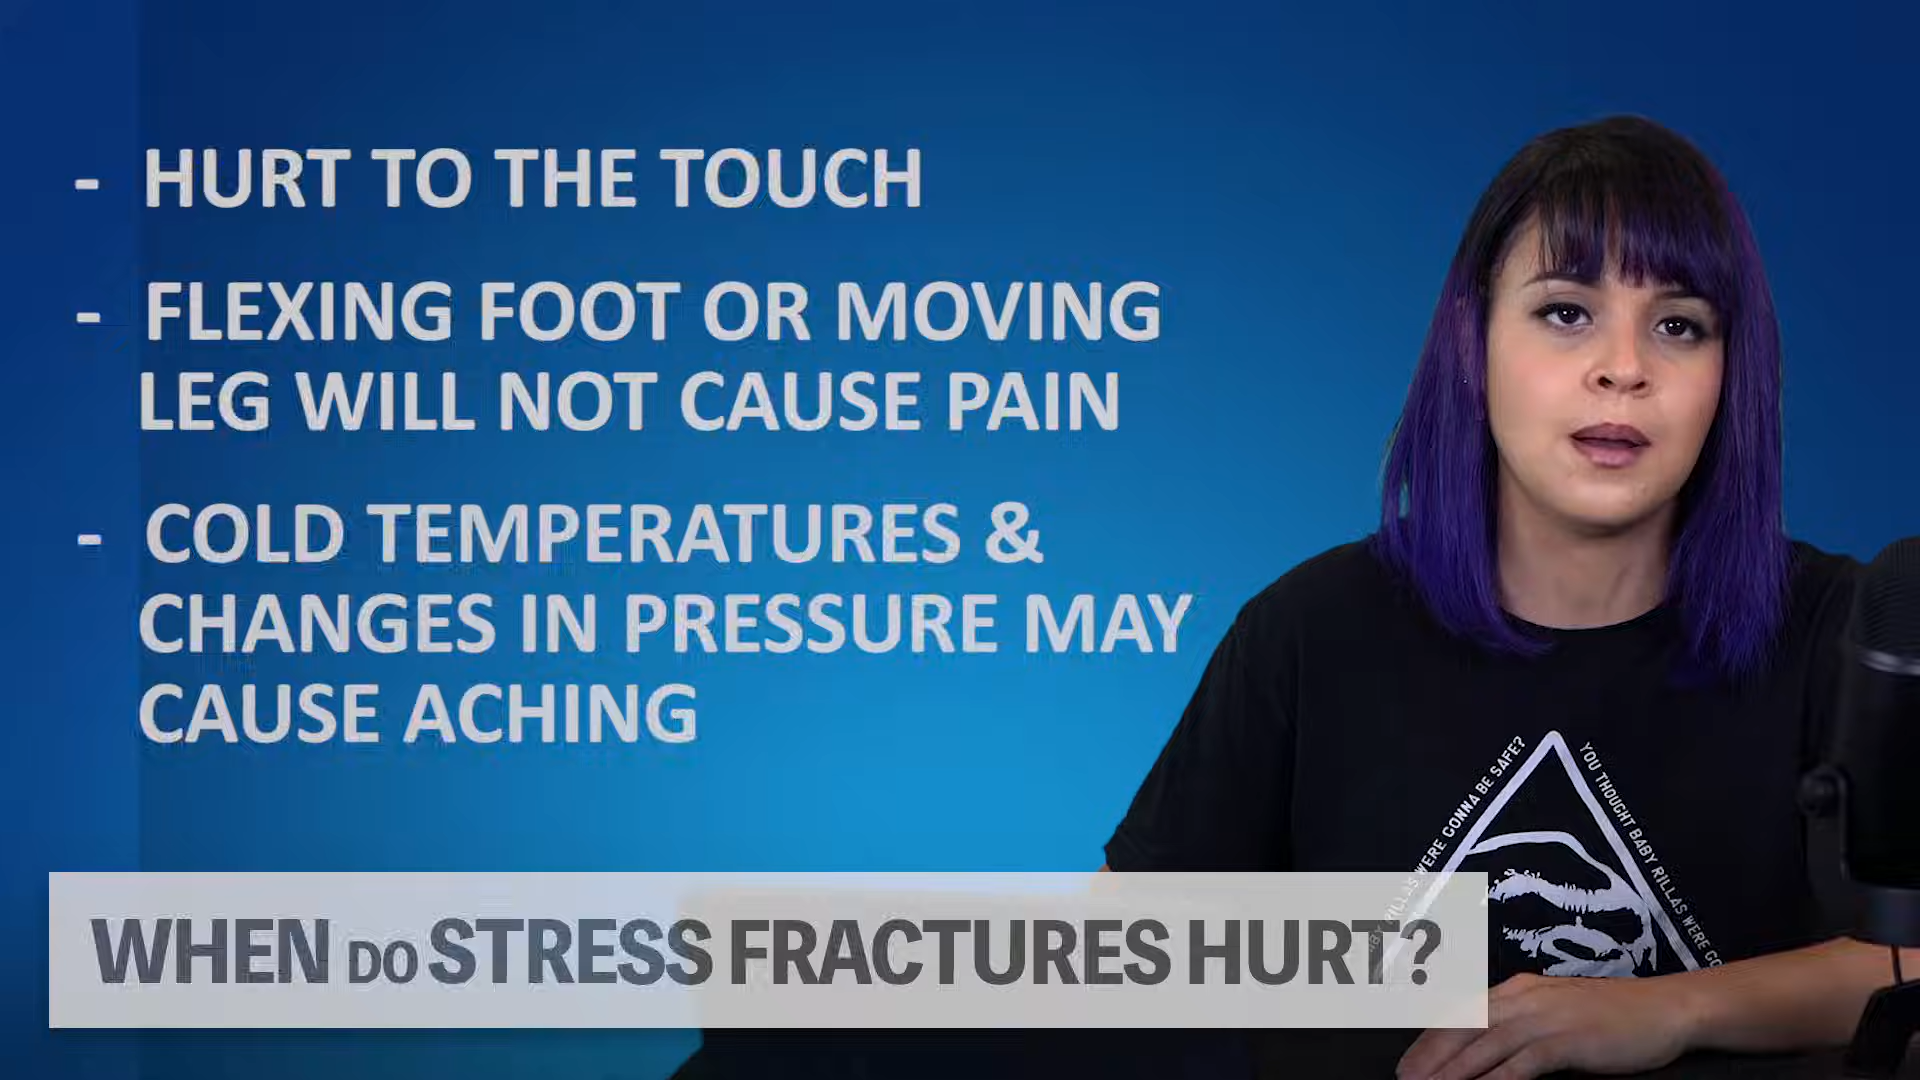 - HURT TO THE TOUCH
- FLEXING FOOT OR MOVING
LEG WILL NOT CAUSE PAIN
- COLD TEMPERATURES &
CHANGES IN PRESSURE MAY
CAUSE ACHING
WERE GONNA BE SAFE?
YOU THOUGHT BABY RILLAS WERE
WHEN DO STRESS FRACTURES HURT?